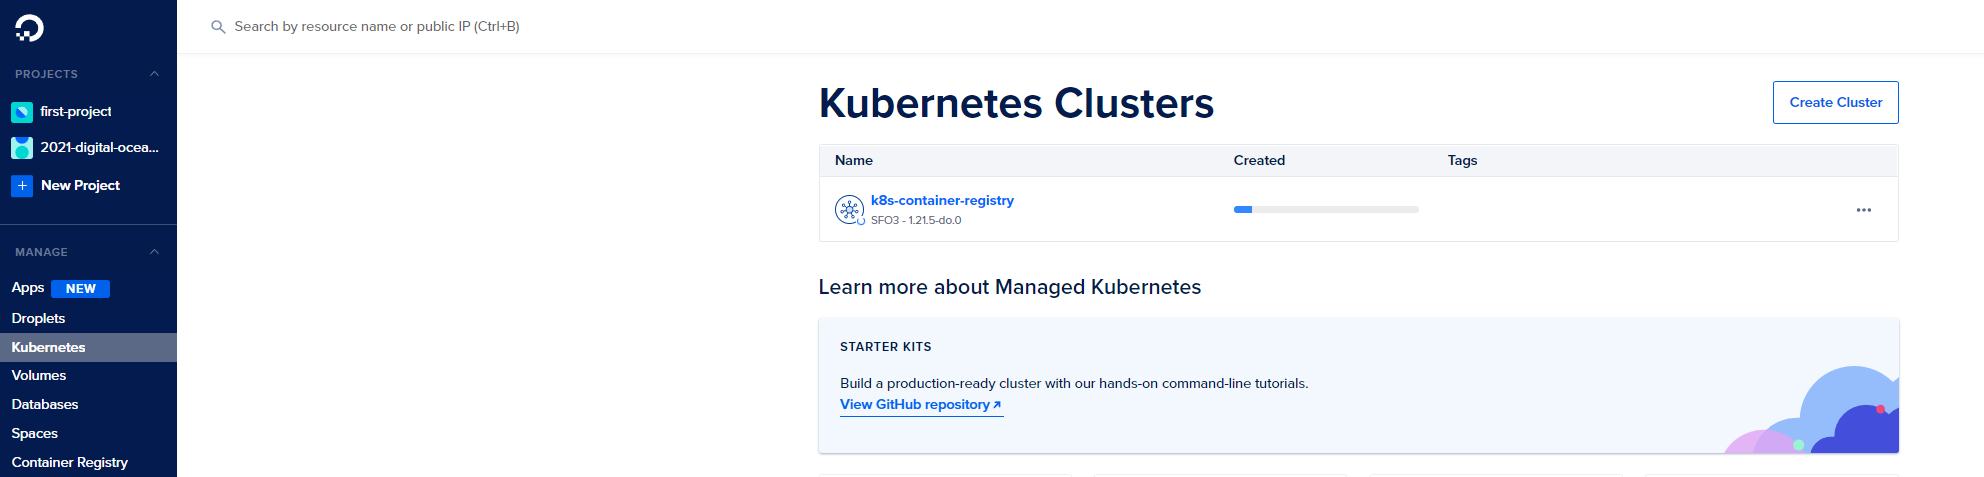 Search by resource name or public IP (Ctrl+B)
PROJECTS
first-project
2021-digital-ocea...
+ New Project
MANAGE
Apps NEW
Droplets
Kubernetes
Volumes
Databases
Spaces
Container Registry
Kubernetes Clusters
Create Cluster
Name Created Tags
k8s-container-registry
SFO3 - 1.21.5-do.0
Learn more about Managed Kubernetes
STARTER KITS
Build a production-ready cluster with our hands-on command-line tutorials.
View GitHub repository